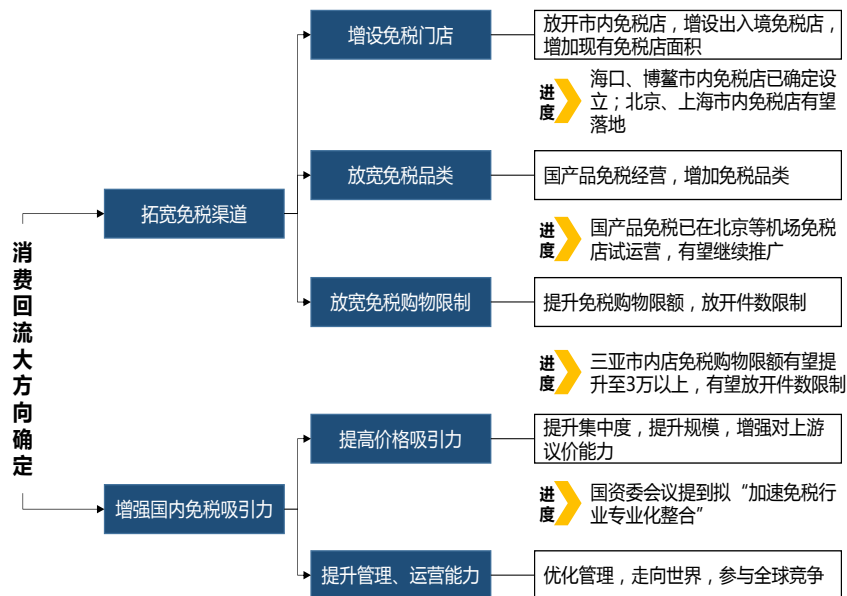 消费回流大方向确定
拓宽免税渠道
增设免税门店
放开市内免税店，增设出入境免税店，
增加现有免税店面积
进度
海口、博鳌市内免税店已确定设
立；北京、上海市内免税店有望
落地
放宽免税品类
国产品免税经营，增加免税品类
进度
国产品免税已在北京等机场免税
店试运营，有望继续推广
放宽免税购物限制
提升免税购物限额，放开件数限制
进度
三亚市内店免税购物限额有望提
升至3万以上，有望放开件数限制
增强国内免税吸引力
提高价格吸引力
提升集中度，提升规模，增强对上游
议价能力
进度
国资委会议提到拟“加速免税行
业专业化整合”
提升管理、运营能力
优化管理，走向世界，参与全球竞争